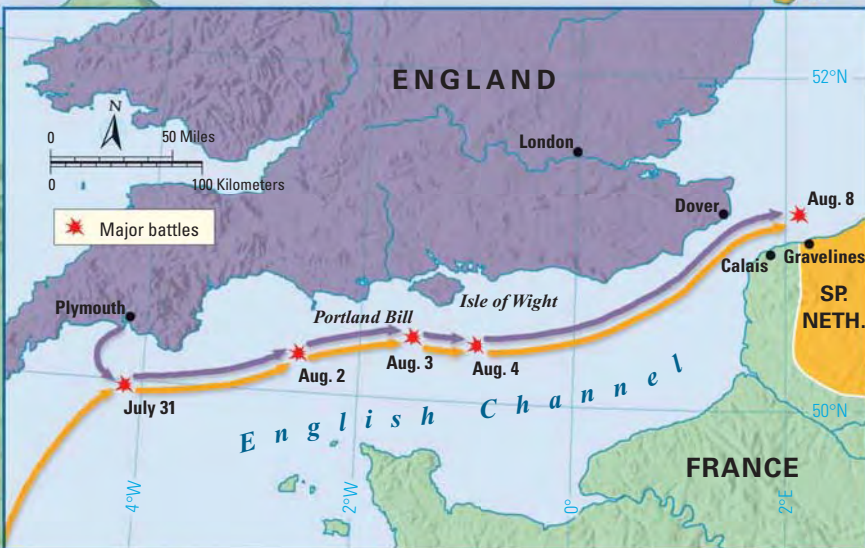 ENGLAND
52°N
N
0 50 Miles
0 100 Kilometers
London
Major battles
Dover
Aug. 8
Calais
Gravelines
SP.
NETH.
Plymouth
Portland Bill
Isle of Wight
Aug. 2
Aug. 3
Aug. 4
July 31
English Channel
50°N
FRANCE
4°W
2°W
0°
2°E